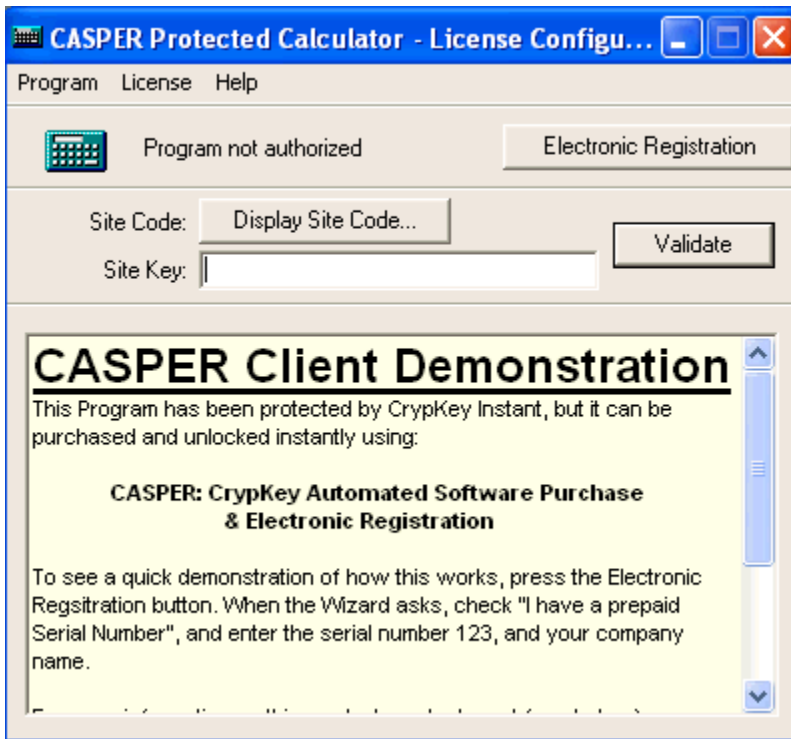 CASPER Protected Calculator - License Configu...
Program License Help
Program not authorized
Electronic Registration
Site Code:
Display Site Code...
Validate
Site Key:
CASPER Client Demonstration
This Program has been protected by CrypKey Instant, but it can be
purchased and unlocked instantly using:
CASPER: CrypKey Automated Software Purchase
& Electronic Registration
To see a quick demonstration of how this works, press the Electronic
Regsitration button. When the Wizard asks, check "I have a prepaid
Serial Number", and enter the serial number 123, and your company
name.